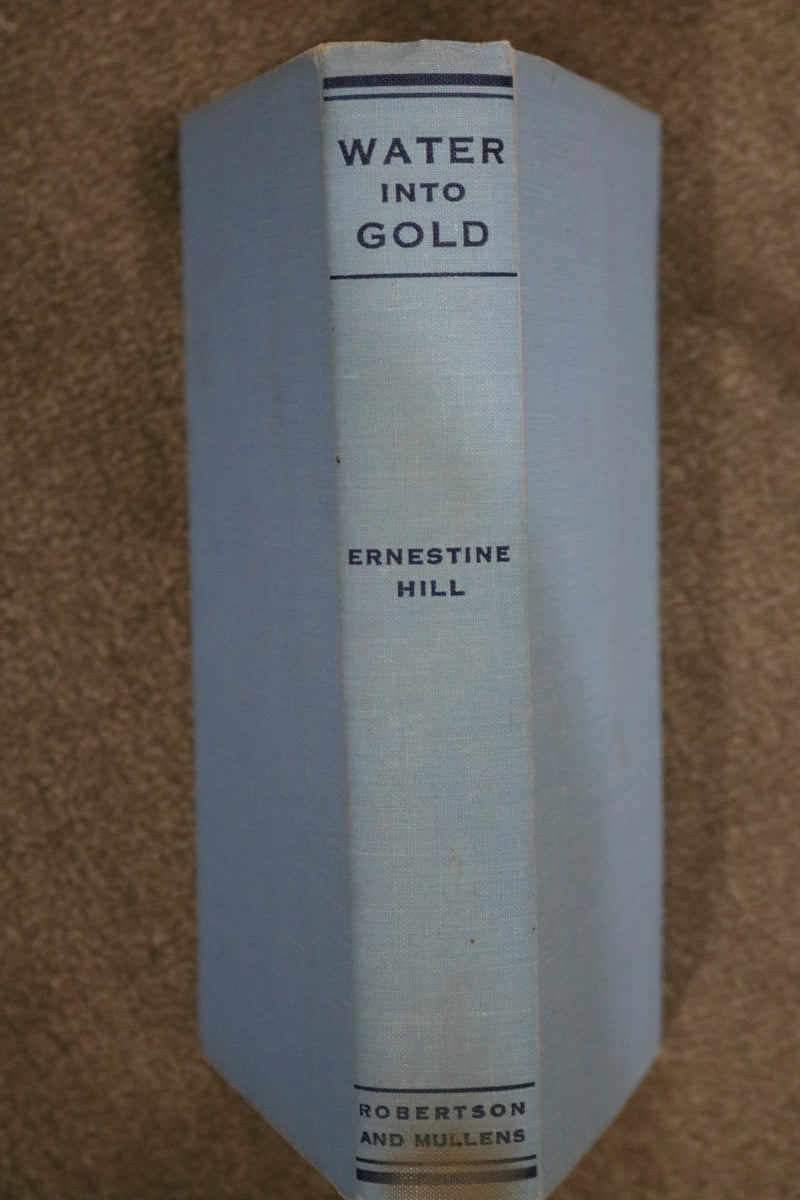 WATER
INTO
GOLD
ERNESTINE
HILL
ROBERTSON
AND MULLENS